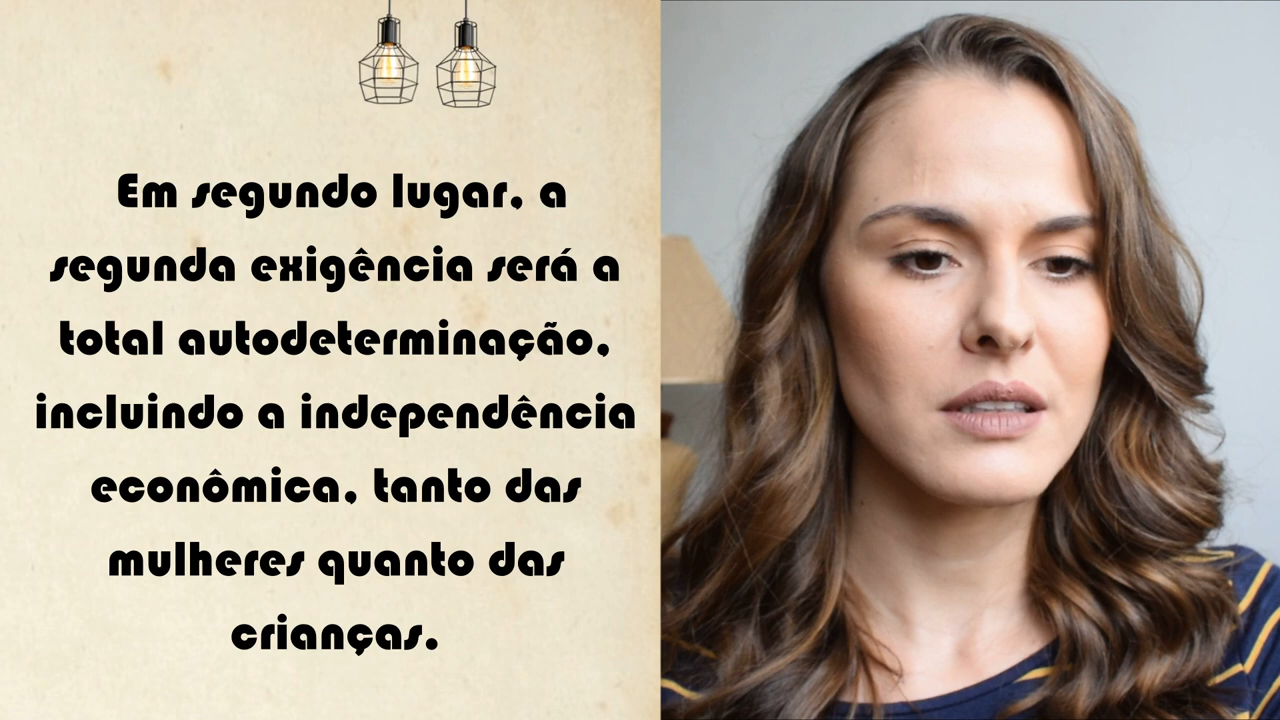 Em segundo lugar, a
segunda exigência será a
total autodeterminação,
incluindo a independência
econômica, tanto das
mulheres quanto das
crianças.